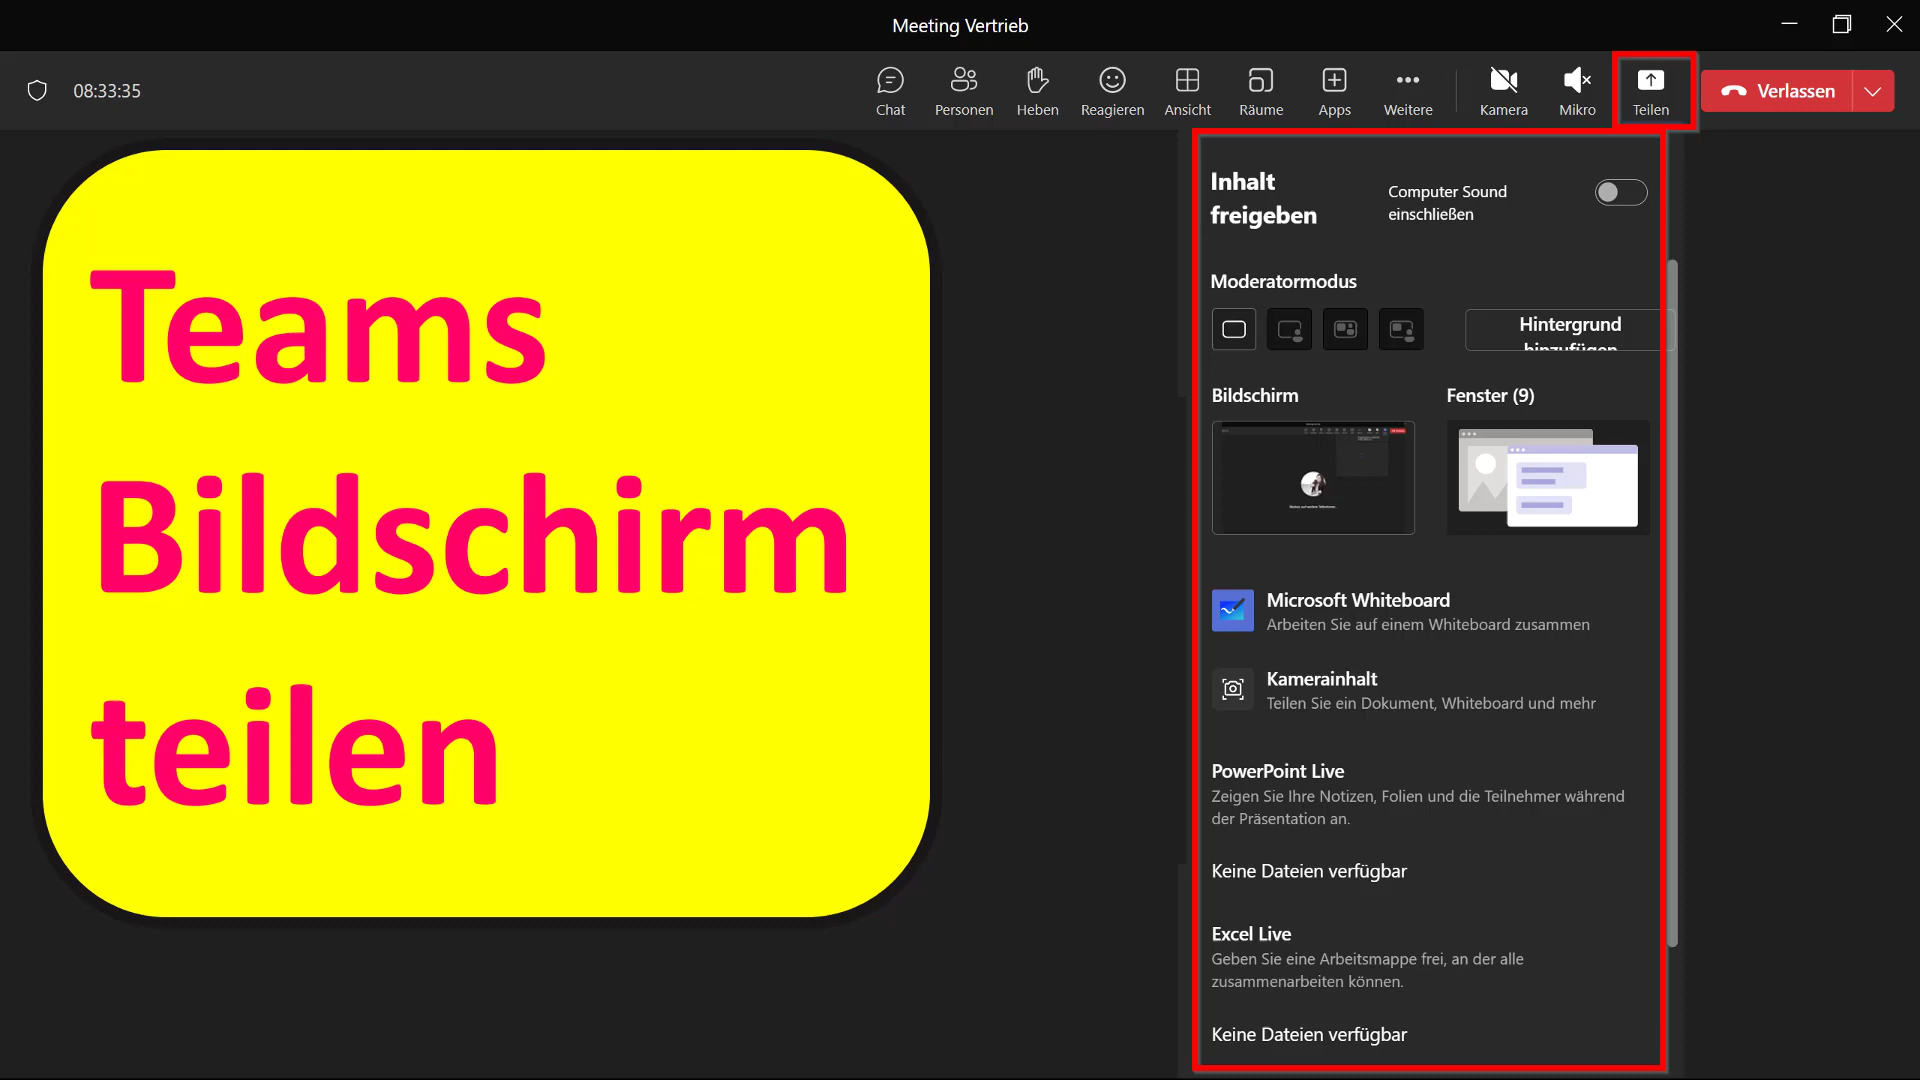 Meeting Vertrieb
08:33:35
Chat
Personen
Heben
Reagieren
Ansicht
Räume
Apps
Weitere
Kamera
Mikro
Teilen
Verlassen
Teams
Bildschirm
teilen
Inhalt
freigeben
Computer Sound
einschließen
Moderatormodus
Hintergrund
hinzufügen
Bildschirm
Fenster (9)
Microsoft Whiteboard
Arbeiten Sie auf einem Whiteboard zusammen
Kamerainhalt
Teilen Sie ein Dokument, Whiteboard und mehr
PowerPoint Live
Zeigen Sie Ihre Notizen, Folien und die Teilnehmer während
der Präsentation an.
Keine Dateien verfügbar
Excel Live
Geben Sie eine Arbeitsmappe frei, an der alle
zusammenarbeiten können.
Keine Dateien verfügbar